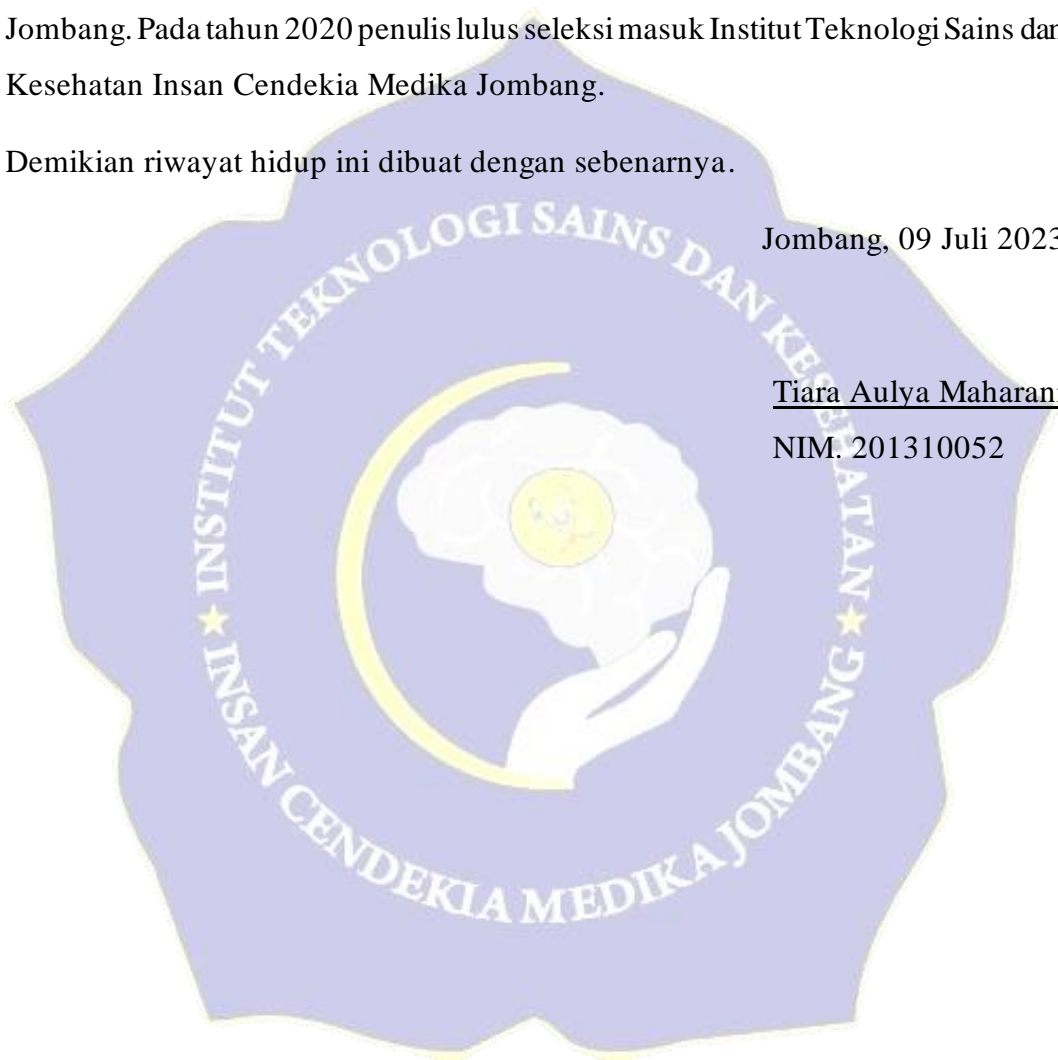 Jombang. Pada tahun 2020 penulis lulus seleksi masuk Institut Teknologi Sains dan
Kesehatan Insan Cendekia Medika Jombang.
Demikian riwayat hidup ini dibuat dengan sebenarnya.
Jombang, 09 Juli 2023
Tiara Aulya Maharani
NIM. 201310052
INSTITUT TEKNOLOGI SAINS DAN KESEHATAN
INSAN CENDEKIA MEDIKA JOMBANG